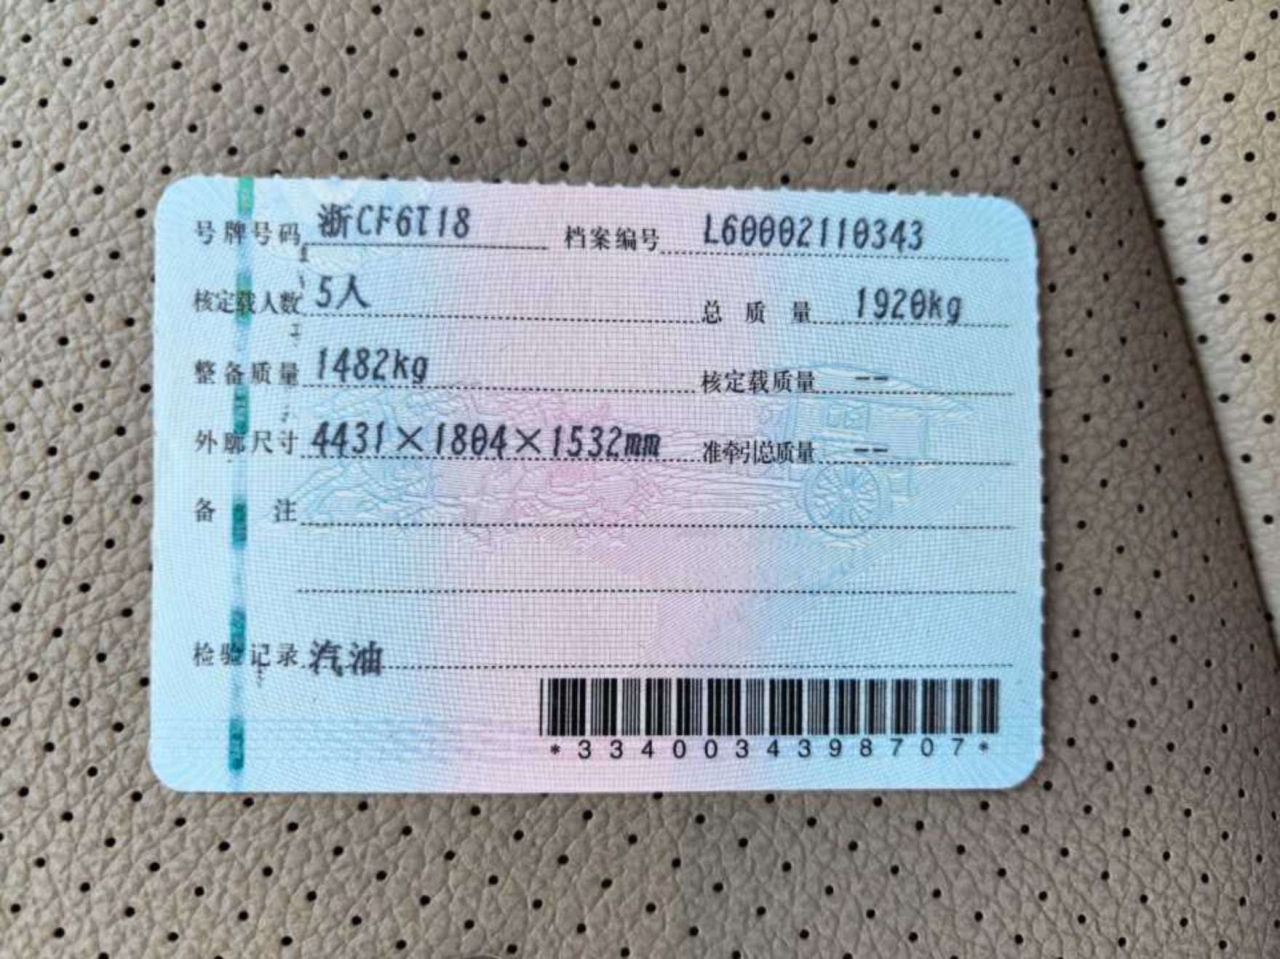 号牌号码 浙CF6T18 档案编号 L60002110343
核定载人数 5人 总质量 1920kg
整备质量 1482kg 核定载质量 --
外廓尺寸 4431×1804×1532mm 准牵引总质量 --
备注
检验记录 汽油
*3340034398707*